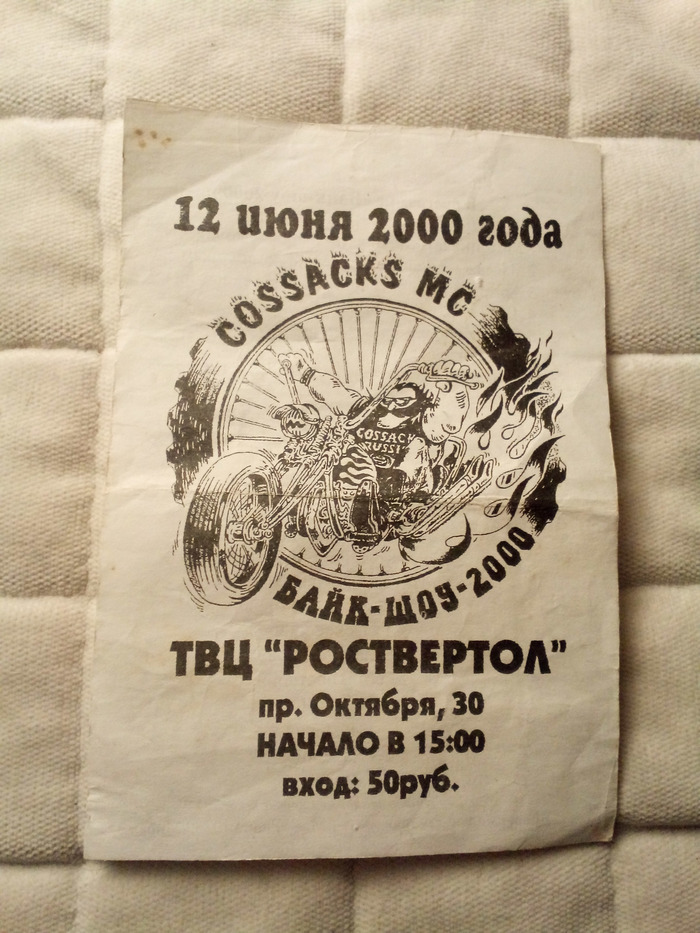 12 июня 2000 года
COSSACKS MC
COSSACK
RUSSI
БАЙК-ШОУ-2000
ТВЦ "РОСТВЕРТОЛ"
пр. Октября, 30
НАЧАЛО В 15:00
вход: 50руб.